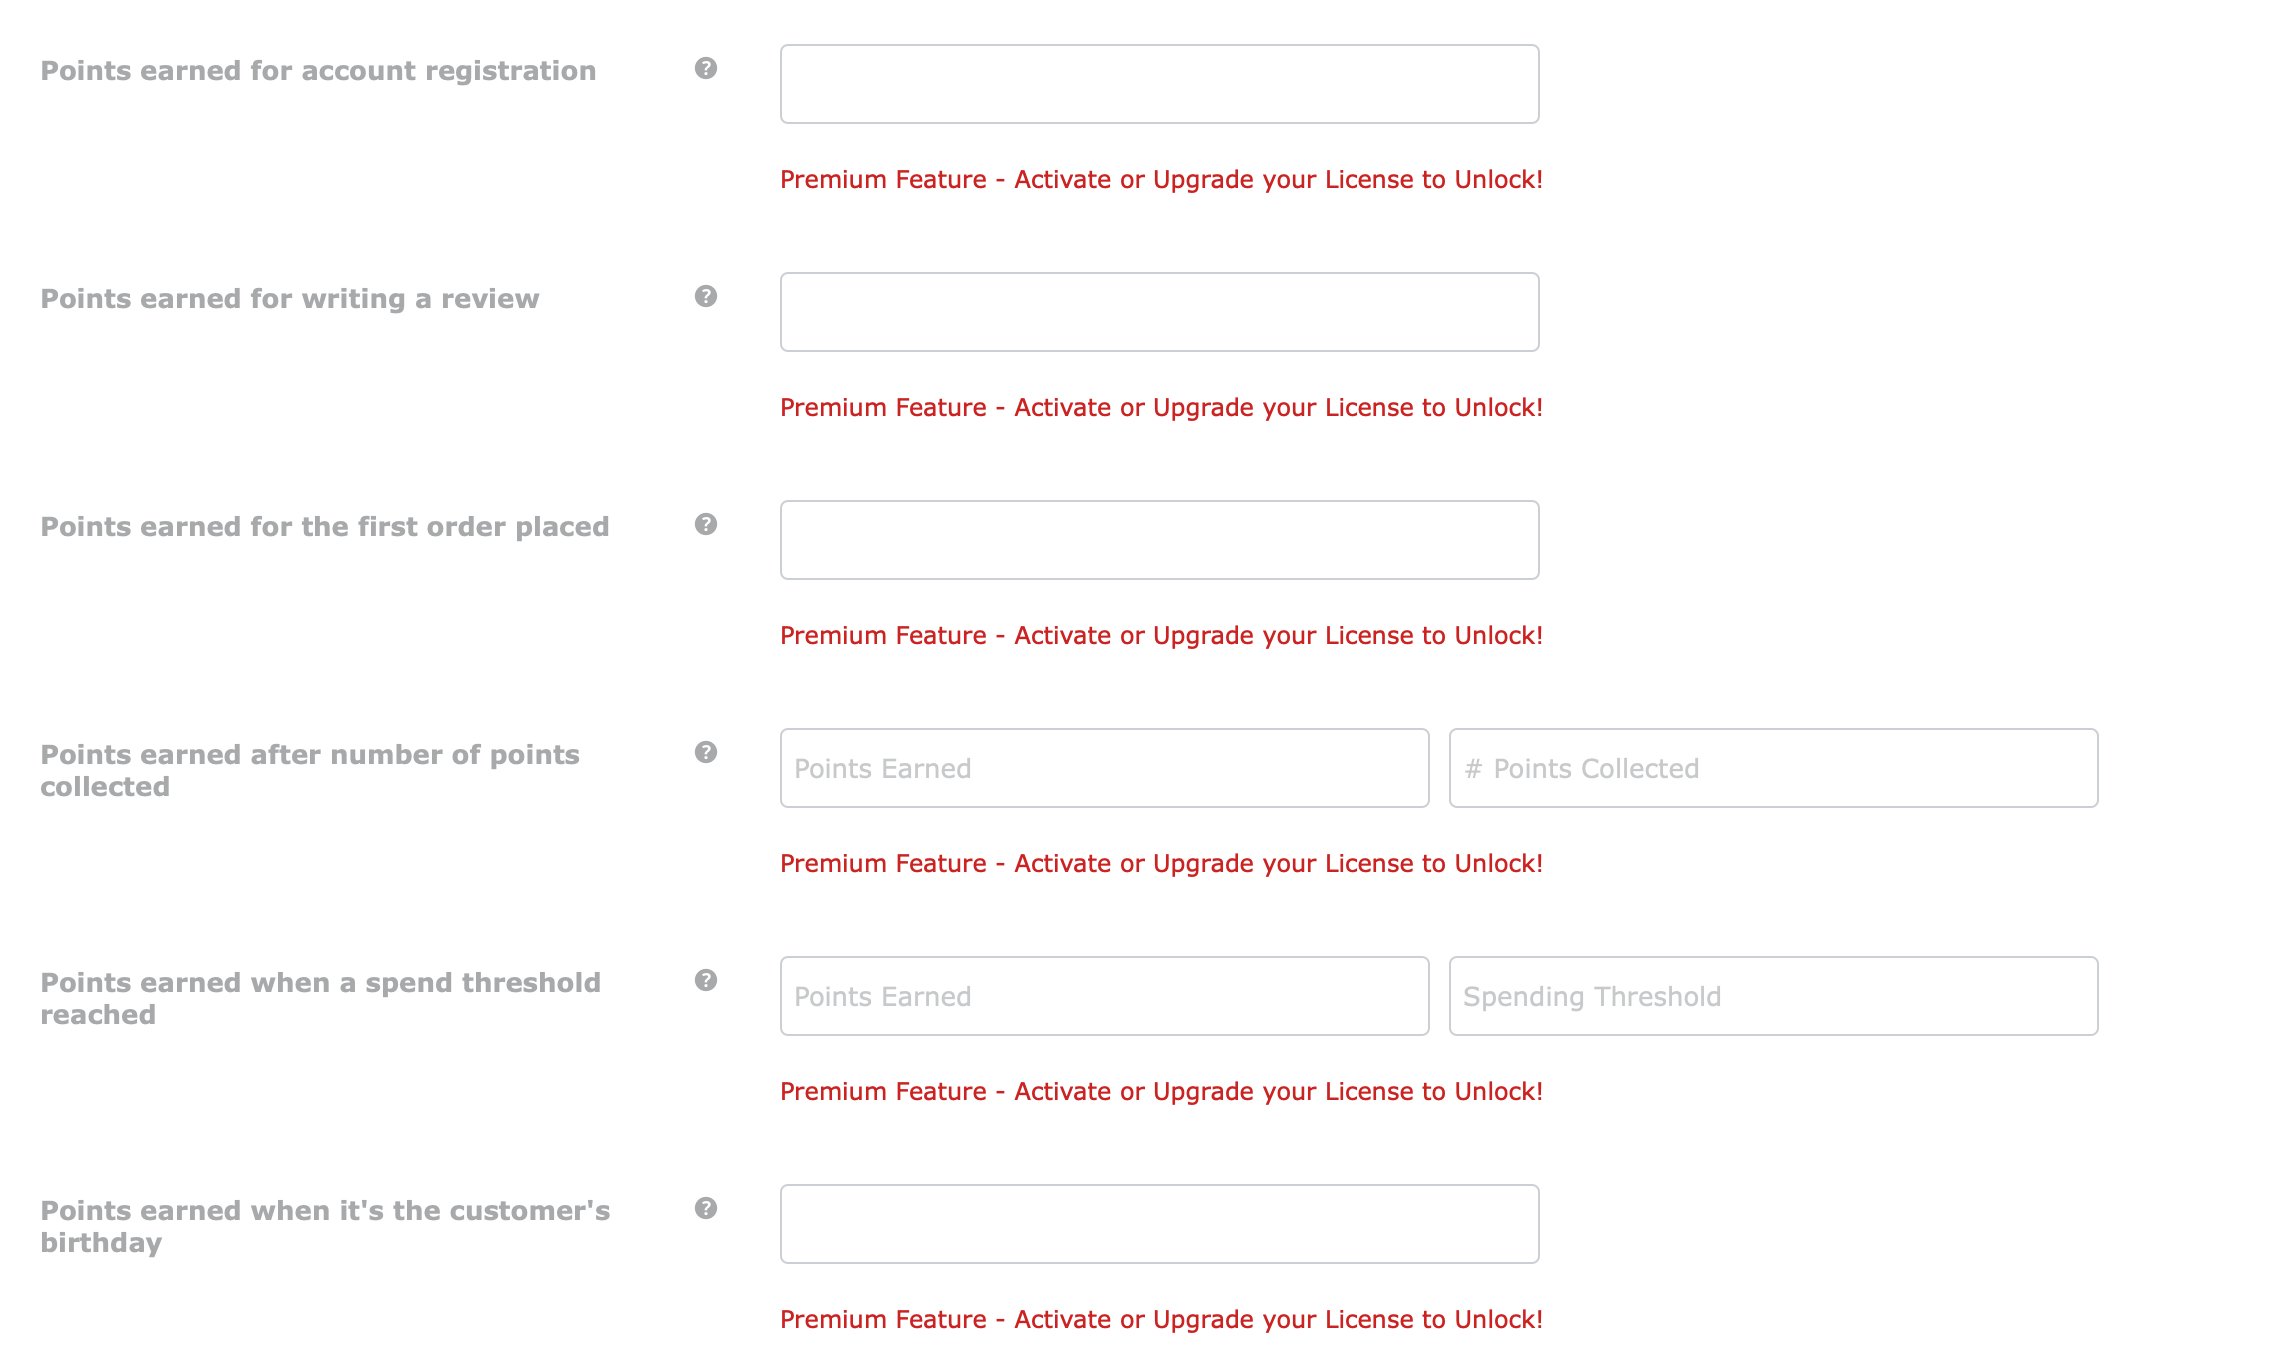 Points earned for account registration
Premium Feature - Activate or Upgrade your License to Unlock!
Points earned for writing a review
Premium Feature - Activate or Upgrade your License to Unlock!
Points earned for the first order placed
Premium Feature - Activate or Upgrade your License to Unlock!
Points earned after number of points
collected
Points Earned
# Points Collected
Premium Feature - Activate or Upgrade your License to Unlock!
Points earned when a spend threshold
reached
Points Earned
Spending Threshold
Premium Feature - Activate or Upgrade your License to Unlock!
Points earned when it's the customer's
birthday
Premium Feature - Activate or Upgrade your License to Unlock!